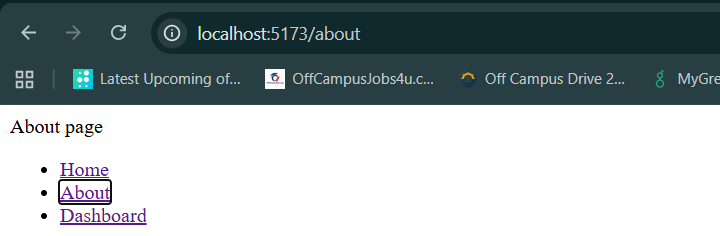 localhost:5173/about
Latest Upcoming of... OffCampusJobs4u.c... Off Campus Drive 2... MyGre
About page
Home
About
Dashboard